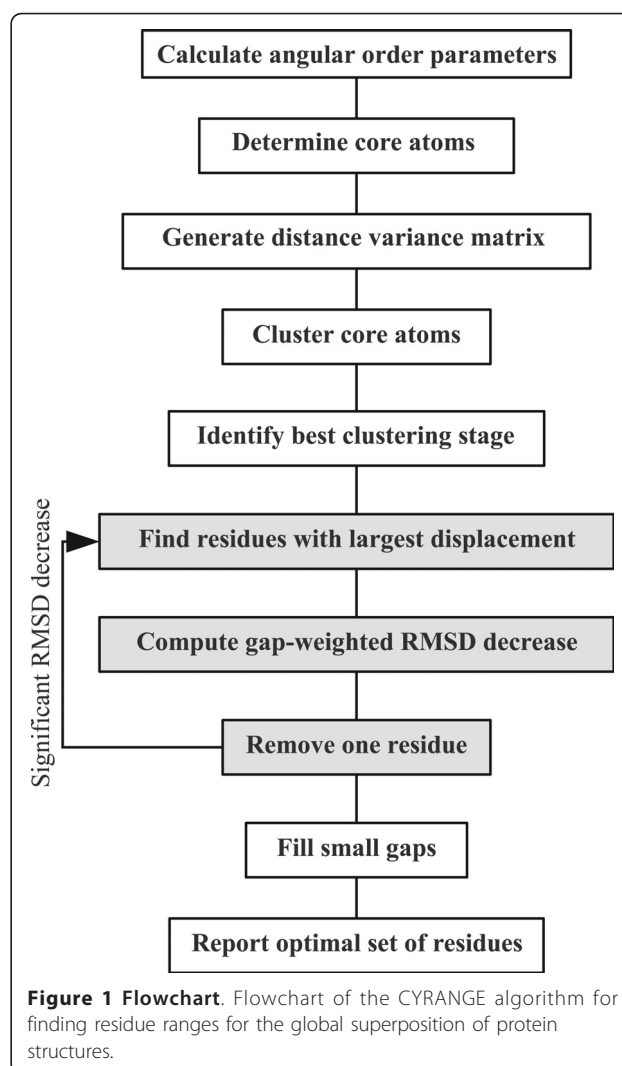 Calculate angular order parameters
Determine core atoms
Generate distance variance matrix
Cluster core atoms
Identify best clustering stage
Find residues with largest displacement
Compute gap-weighted RMSD decrease
Remove one residue
Significant RMSD decrease
Fill small gaps
Report optimal set of residues
Figure 1 Flowchart. Flowchart of the CYRANGE algorithm for
finding residue ranges for the global superposition of protein
structures.